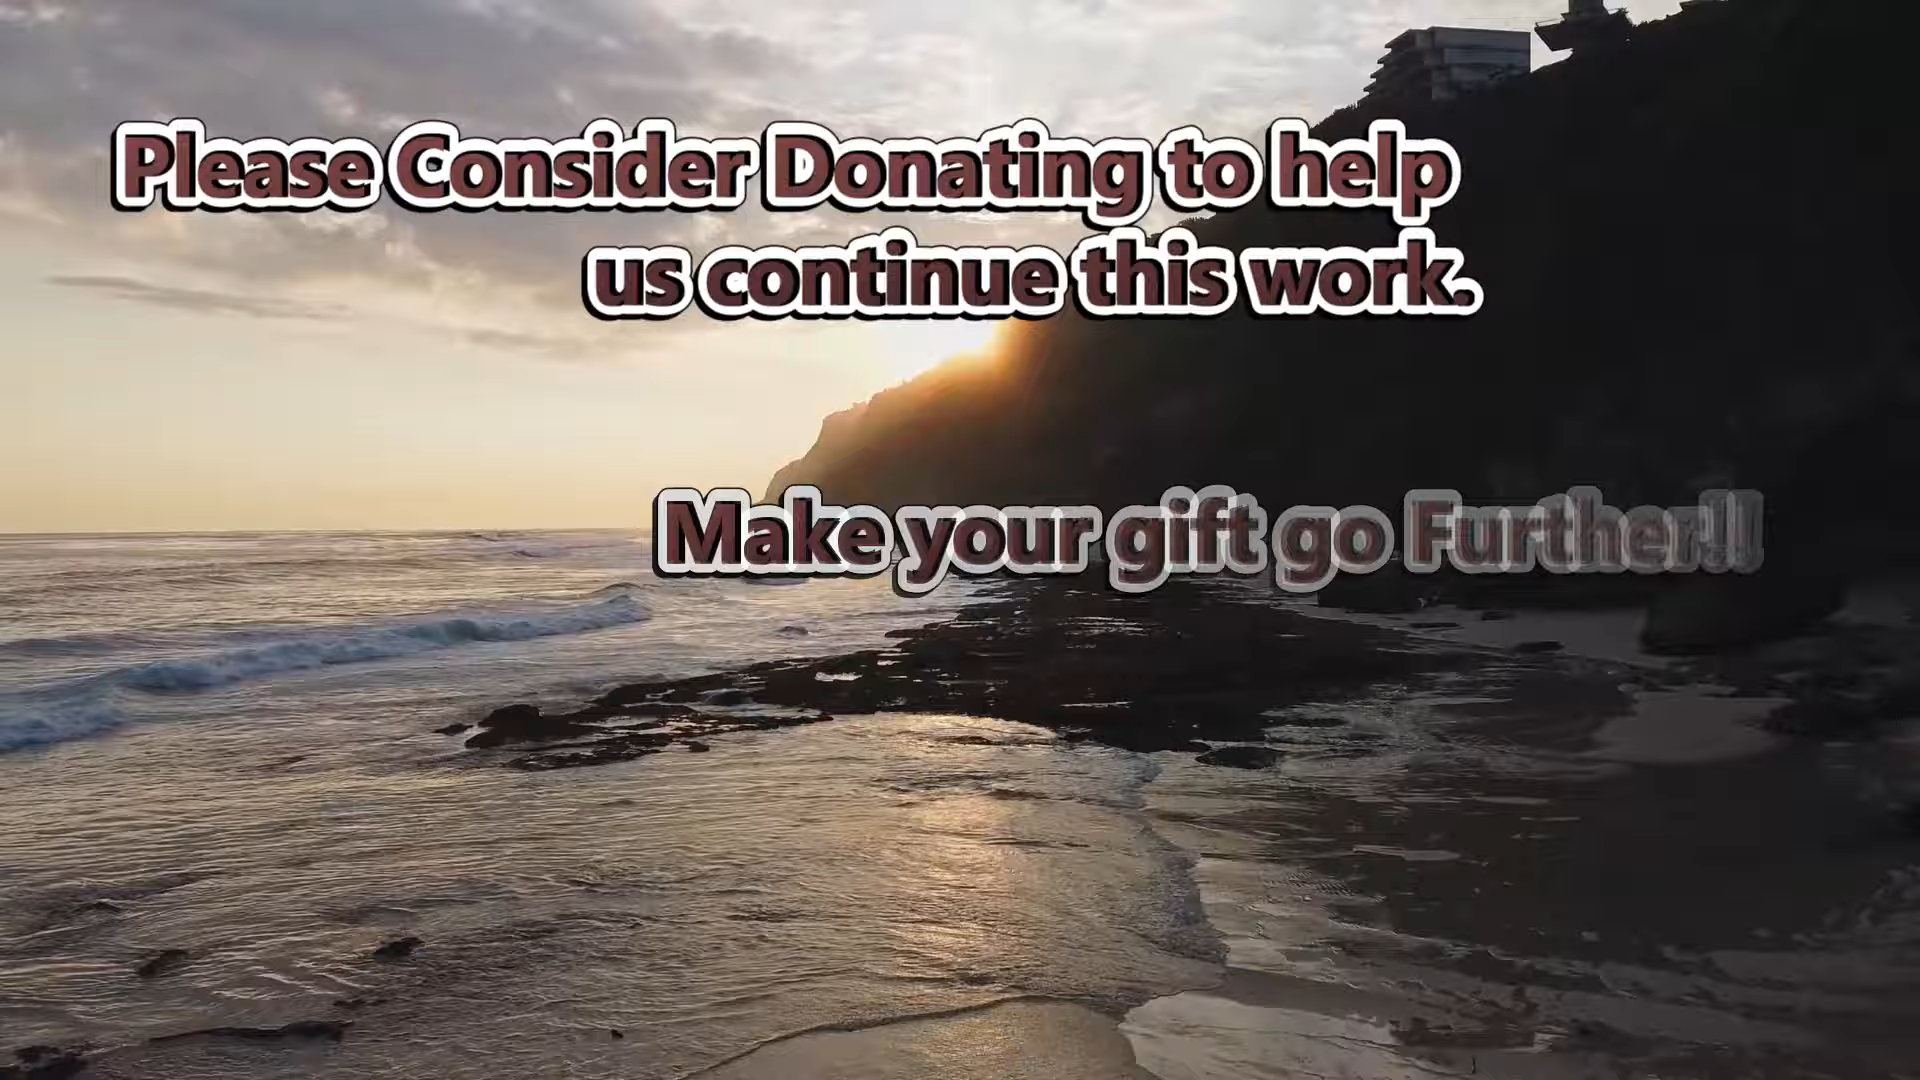 Please Consider Donating to help
us continue this work.
Make your gift go Further!!